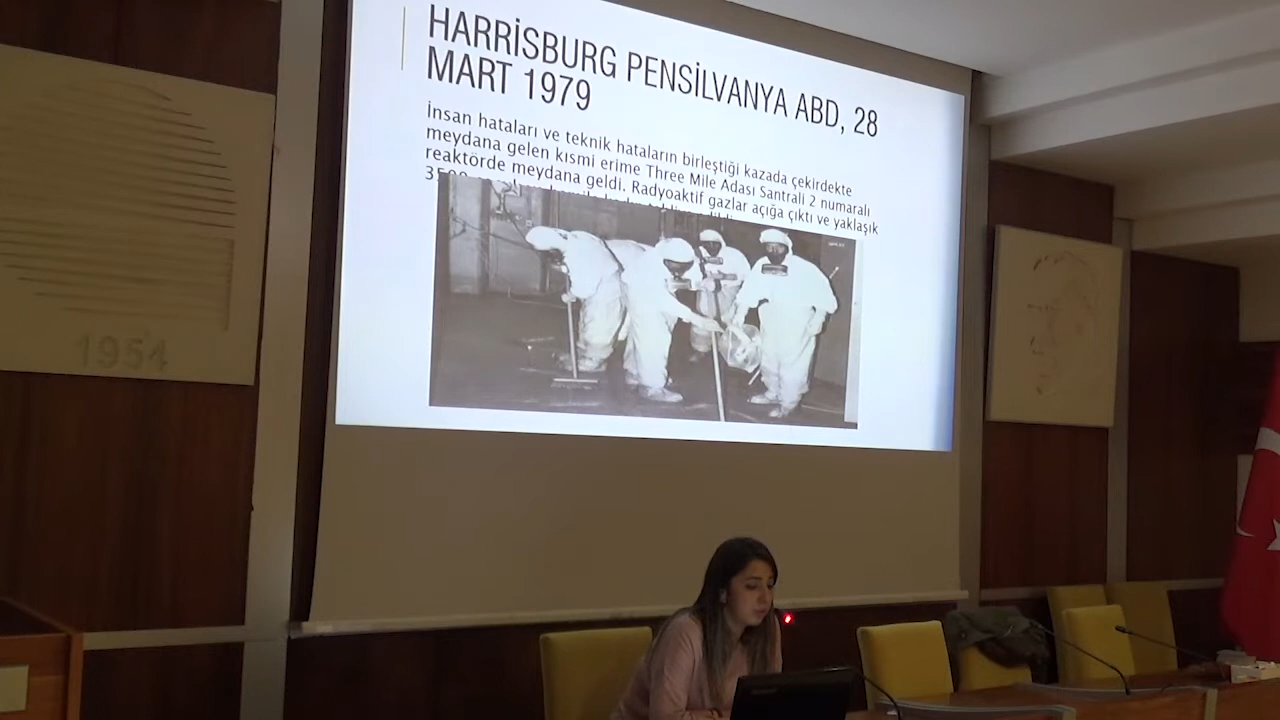 HARRİSBURG PENSİLVANYA ABD, 28
MART 1979
İnsan hataları ve teknik hataların birleştiği kazada çekirdekte
meydana gelen kısmi erime Three Mile Adası Santrali 2 numaralı
reaktörde meydana geldi. Radyoaktif gazlar açığa çıktı ve yaklaşık
1954